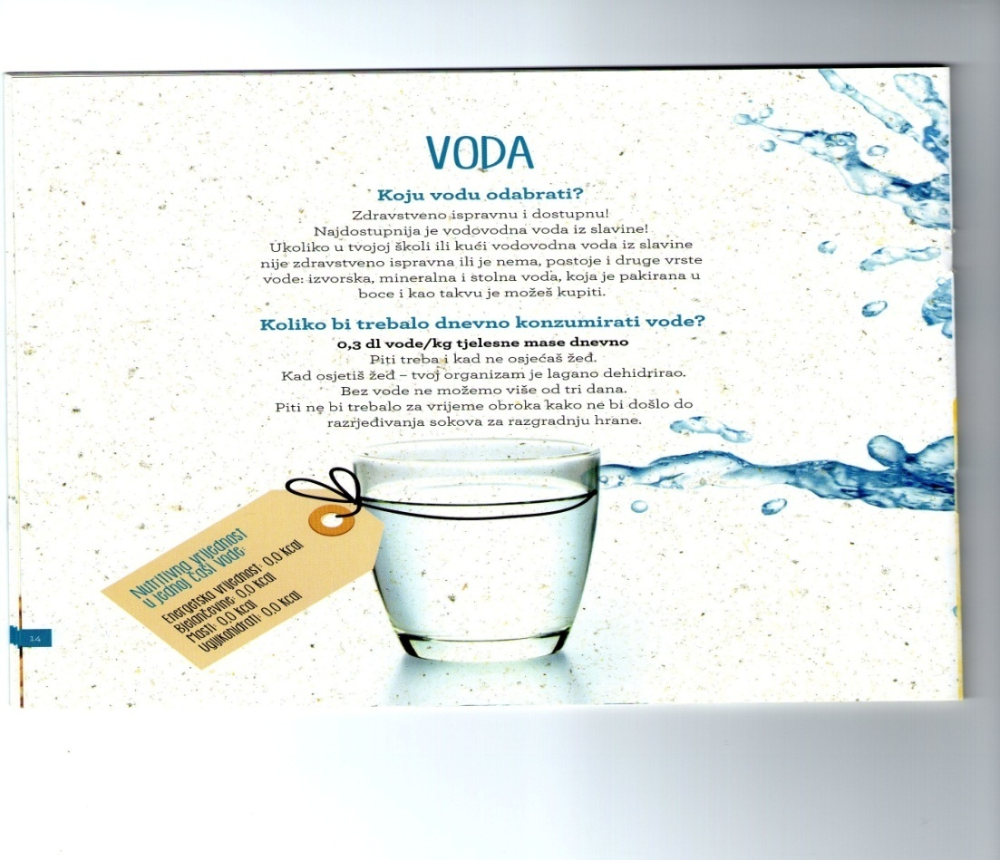 VODA
Koju vodu odabrati?
Zdravstveno ispravnu i dostupnu!
Najdostupnija je vodovodna voda iz slavine!
Ukoliko u tvojoj školi ili kući vodovodna voda iz slavine
nije zdravstveno ispravna ili je nema, postoje i druge vrste
vode: izvorska, mineralna i stolna voda, koja je pakirana u
boce i kao takvu je možeš kupiti.
Koliko bi trebalo dnevno konzumirati vode?
0,3 dl vode/kg tjelesne mase dnevno
Piti treba i kad ne osjećaš žeđ.
Kad osjetiš žeđ – tvoj organizam je lagano dehidrirao.
Bez vode ne možemo više od tri dana.
Piti ne bi trebalo za vrijeme obroka kako ne bi došlo do
razrjeđivanja sokova za razgradnju hrane.
Nutritivna vrijednost
u jednoj čaši vode:
Energetska vrijednost: 0,0 kcal
Bjelančevine: 0,0 kcal
Masti: 0,0 kcal
Ugljikohidrati: 0,0 kcal
14